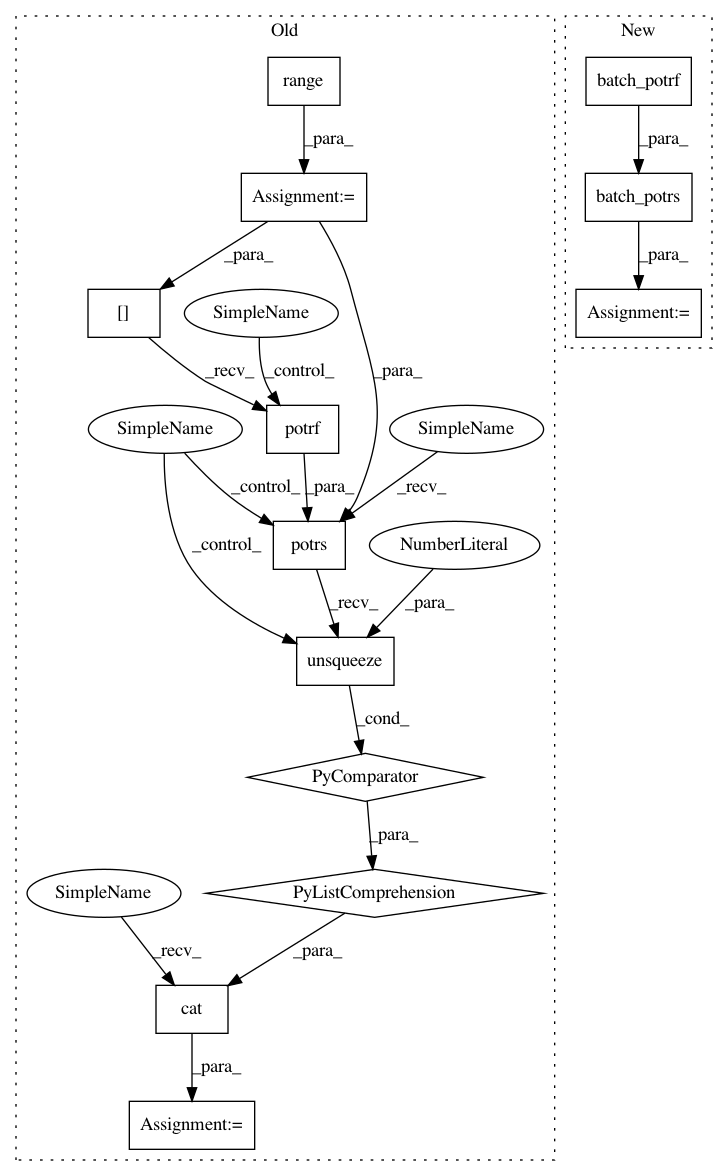 Old
New
range
batch_potrf
_para_
_para_
Assignment:=
batch_potrs
_para_
_para_
[]
SimpleName
Assignment:=
_recv_
_control_
_para_
SimpleName
potrf
SimpleName
_control_
_para_
_recv_
_control_
potrs
NumberLiteral
_recv_
_para_
unsqueeze
_cond_
PyComparator
_para_
SimpleName
PyListComprehension
_recv_
_para_
cat
_para_
Assignment:=